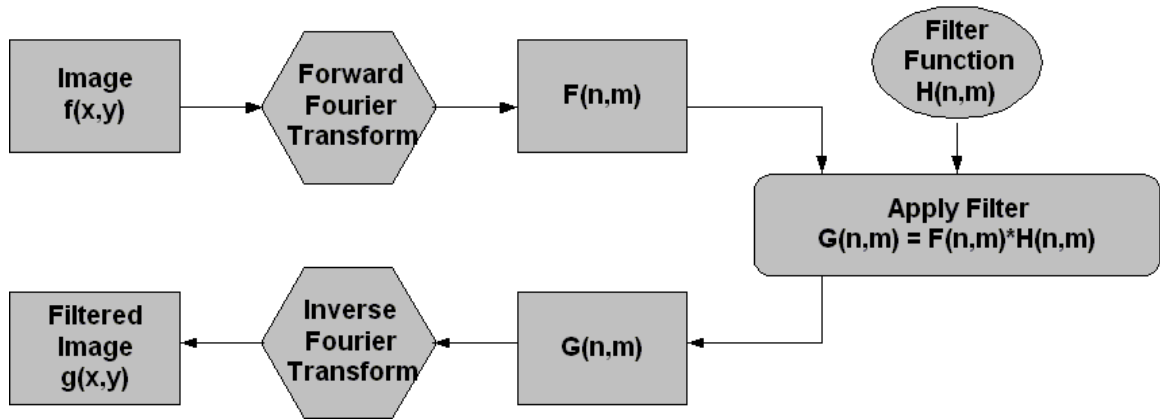 Image
f(x,y)
Forward
Fourier
Transform
F(n,m)
Filter
Function
H(n,m)
Apply Filter
G(n,m) = F(n,m)*H(n,m)
Filtered
Image
g(x,y)
Inverse
Fourier
Transform
G(n,m)